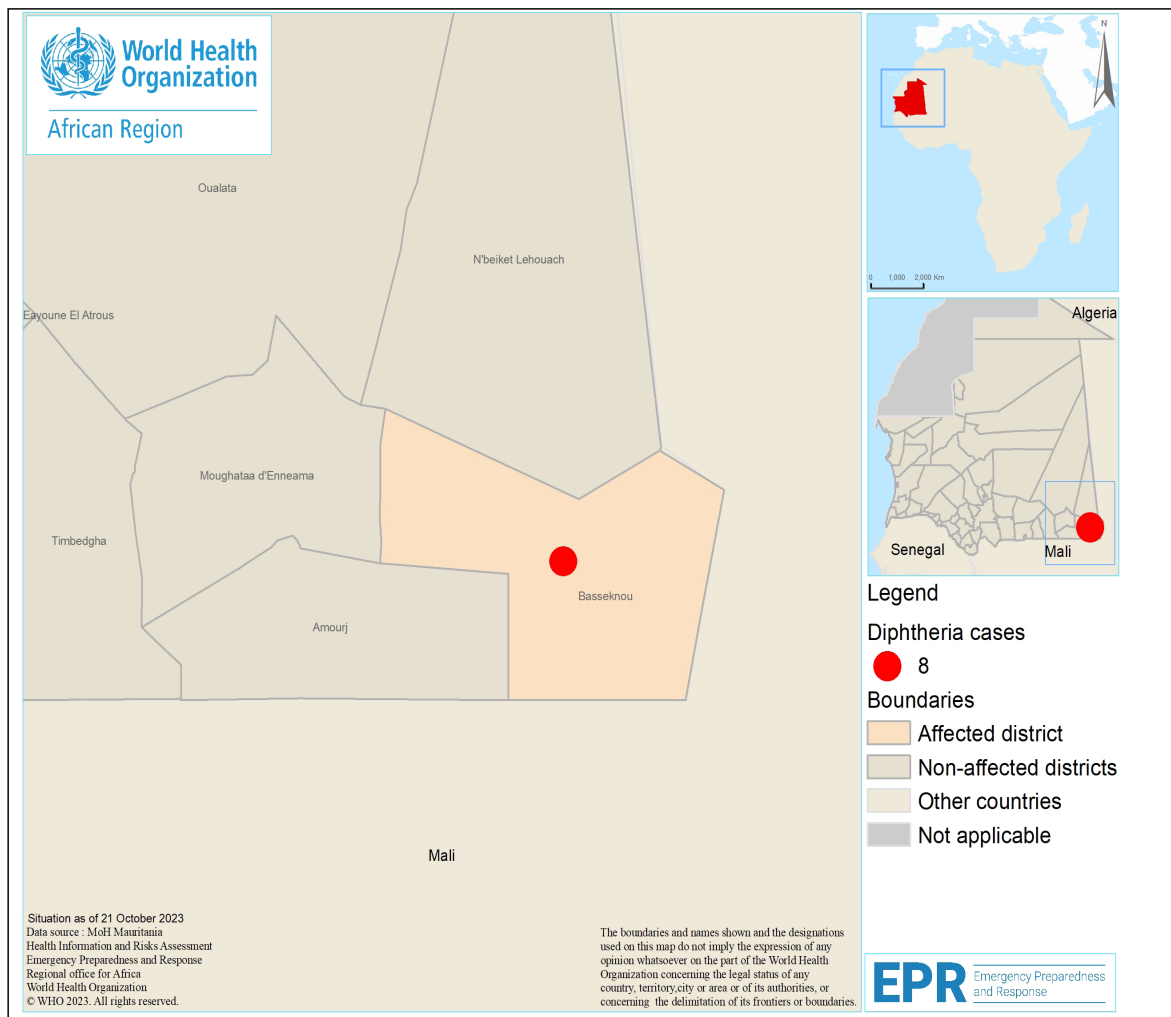 World Health
Organization
African Region
Oualata
N'beiket Lehouach
Eayoune El Atrous
Moughataa d'Enneama
Timbedgha
Basseknou
Amourj
Mali
Situation as of 21 October 2023
Data source : MoH Mauritania
Health Information and Risks Assessment
Emergency Preparedness and Response
Regional office for Africa
World Health Organization
© WHO 2023. All rights reserved.
The boundaries and names shown and the designations
used on this map do not imply the expression of any
opinion whatsoever on the part of the World Health
Organization concerning the legal status of any
country, territory,city or area or of its authorities, or
concerning the delimitation of its frontiers or boundaries.
N
0 1,000 2,000 Km
Algeria
Senegal
Mali
Legend
Diphtheria cases
8
Boundaries
Affected district
Non-affected districts
Other countries
Not applicable
EPR
Emergency Preparedness
and Response